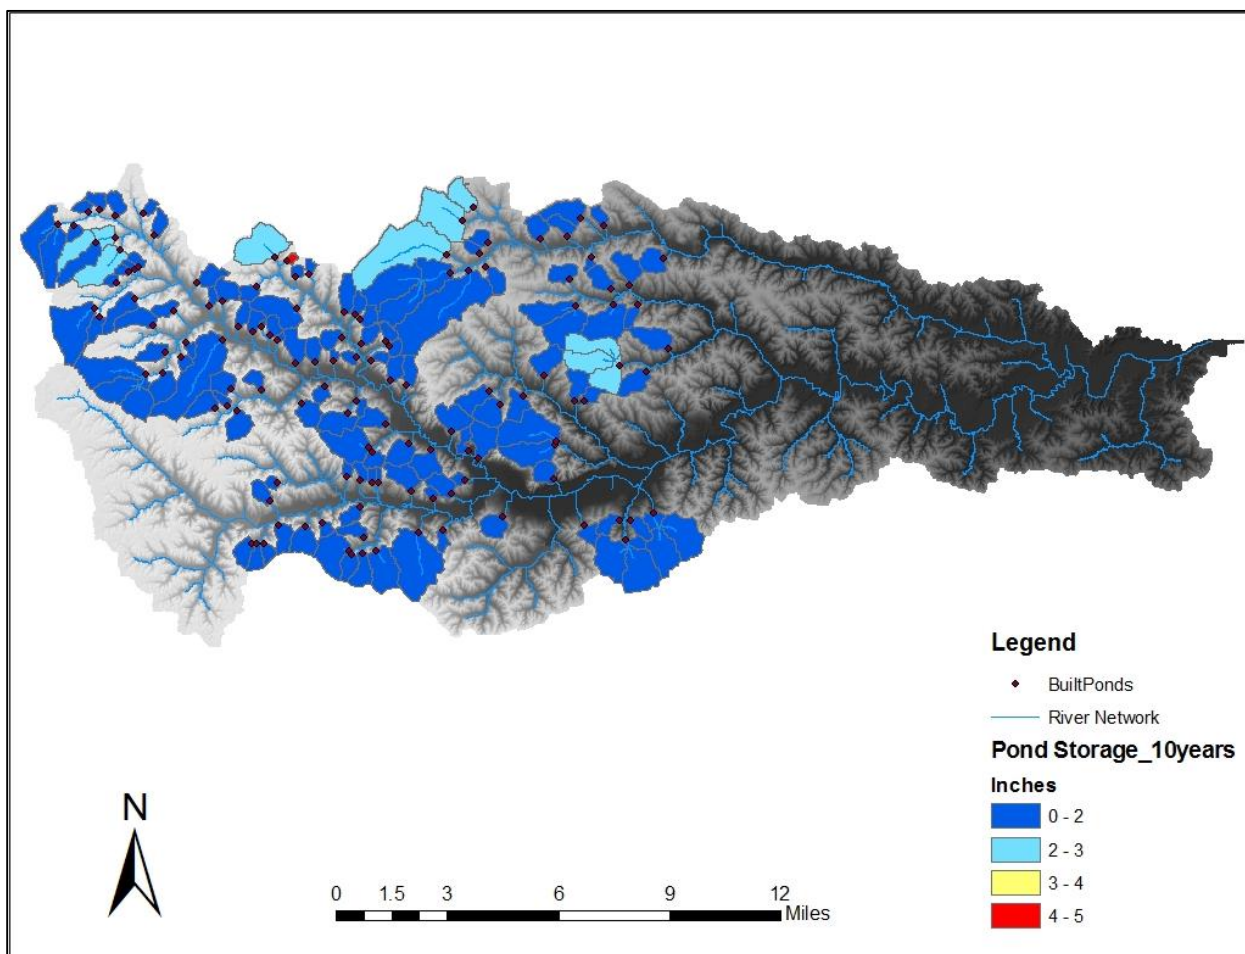 Legend
BuiltPonds
River Network
Pond Storage_10years
Inches
0 - 2
2 - 3
3 - 4
4 - 5
N
0 1.5 3 6 9 12
Miles